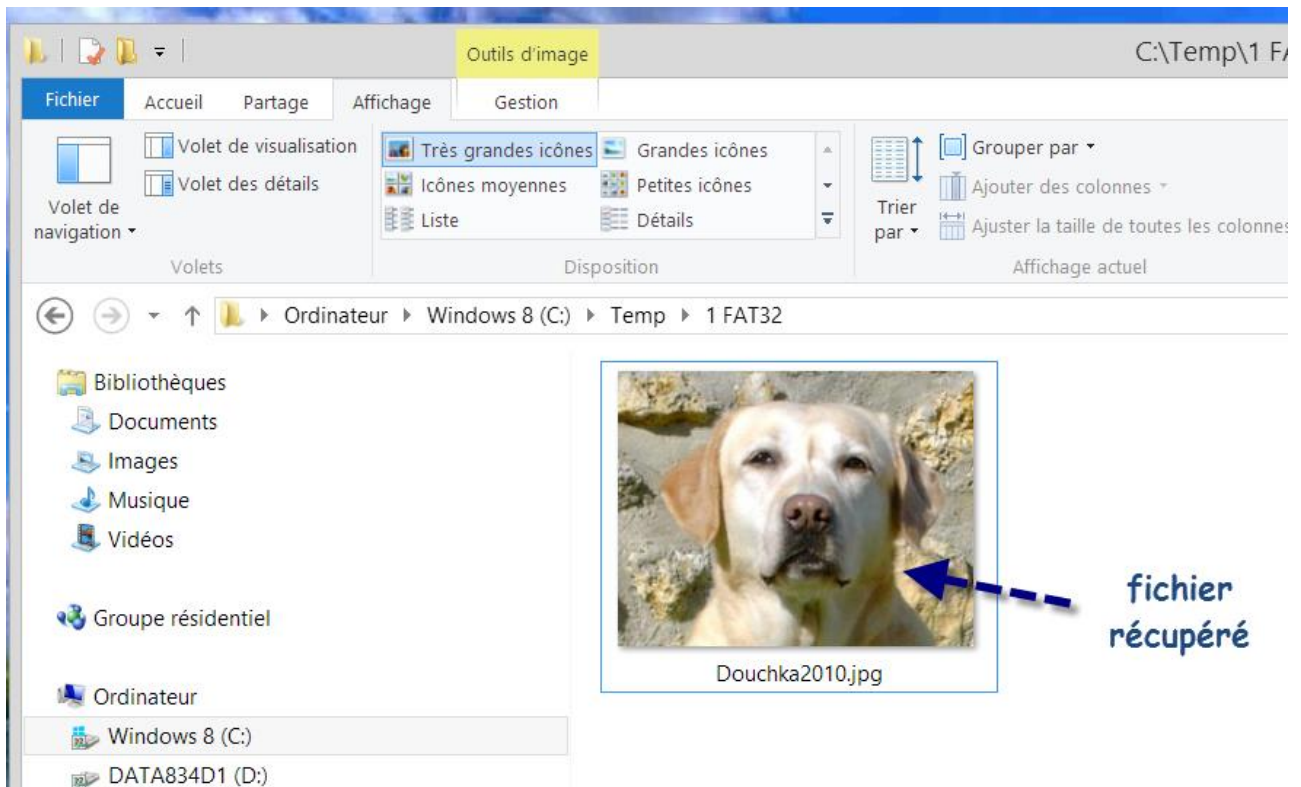 Outils d'image
C:\Temp\1 FA
Fichier
Accueil
Partage
Affichage
Gestion
Volet de navigation
Volet de visualisation
Volet des détails
Volets
Très grandes icônes
Grandes icônes
Icônes moyennes
Petites icônes
Liste
Détails
Disposition
Trier par
Grouper par
Ajouter des colonnes
Ajuster la taille de toutes les colonnes
Affichage actuel
Ordinateur
Windows 8 (C:)
Temp
1 FAT32
Bibliothèques
Documents
Images
Musique
Vidéos
Groupe résidentiel
Ordinateur
Windows 8 (C:)
DATA834D1 (D:)
Douchka2010.jpg
fichier
récupéré